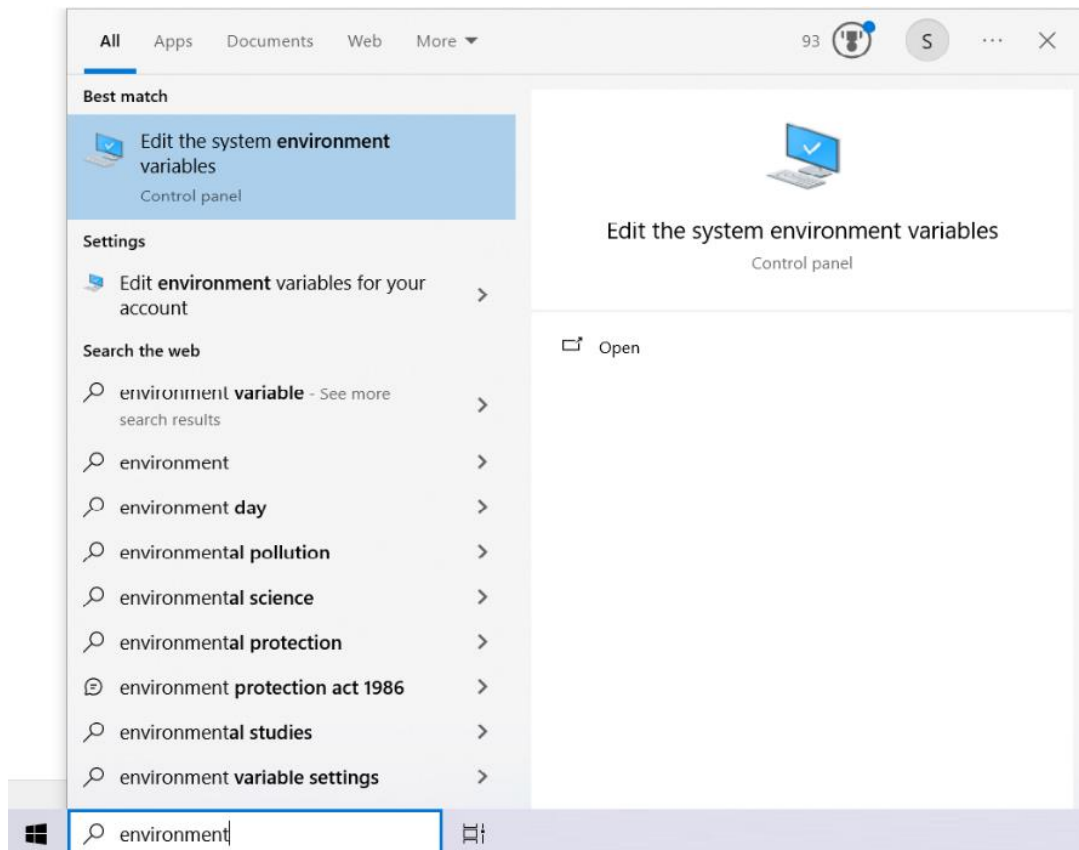 All Apps Documents Web More 93 S
Best match
Edit the system environment
variables
Control panel
Settings
Edit environment variables for your
account
Search the web
environment variable - See more
search results
environment
environment day
environmental pollution
environmental science
environmental protection
environment protection act 1986
environmental studies
environment variable settings
environment
Edit the system environment variables
Control panel
Open